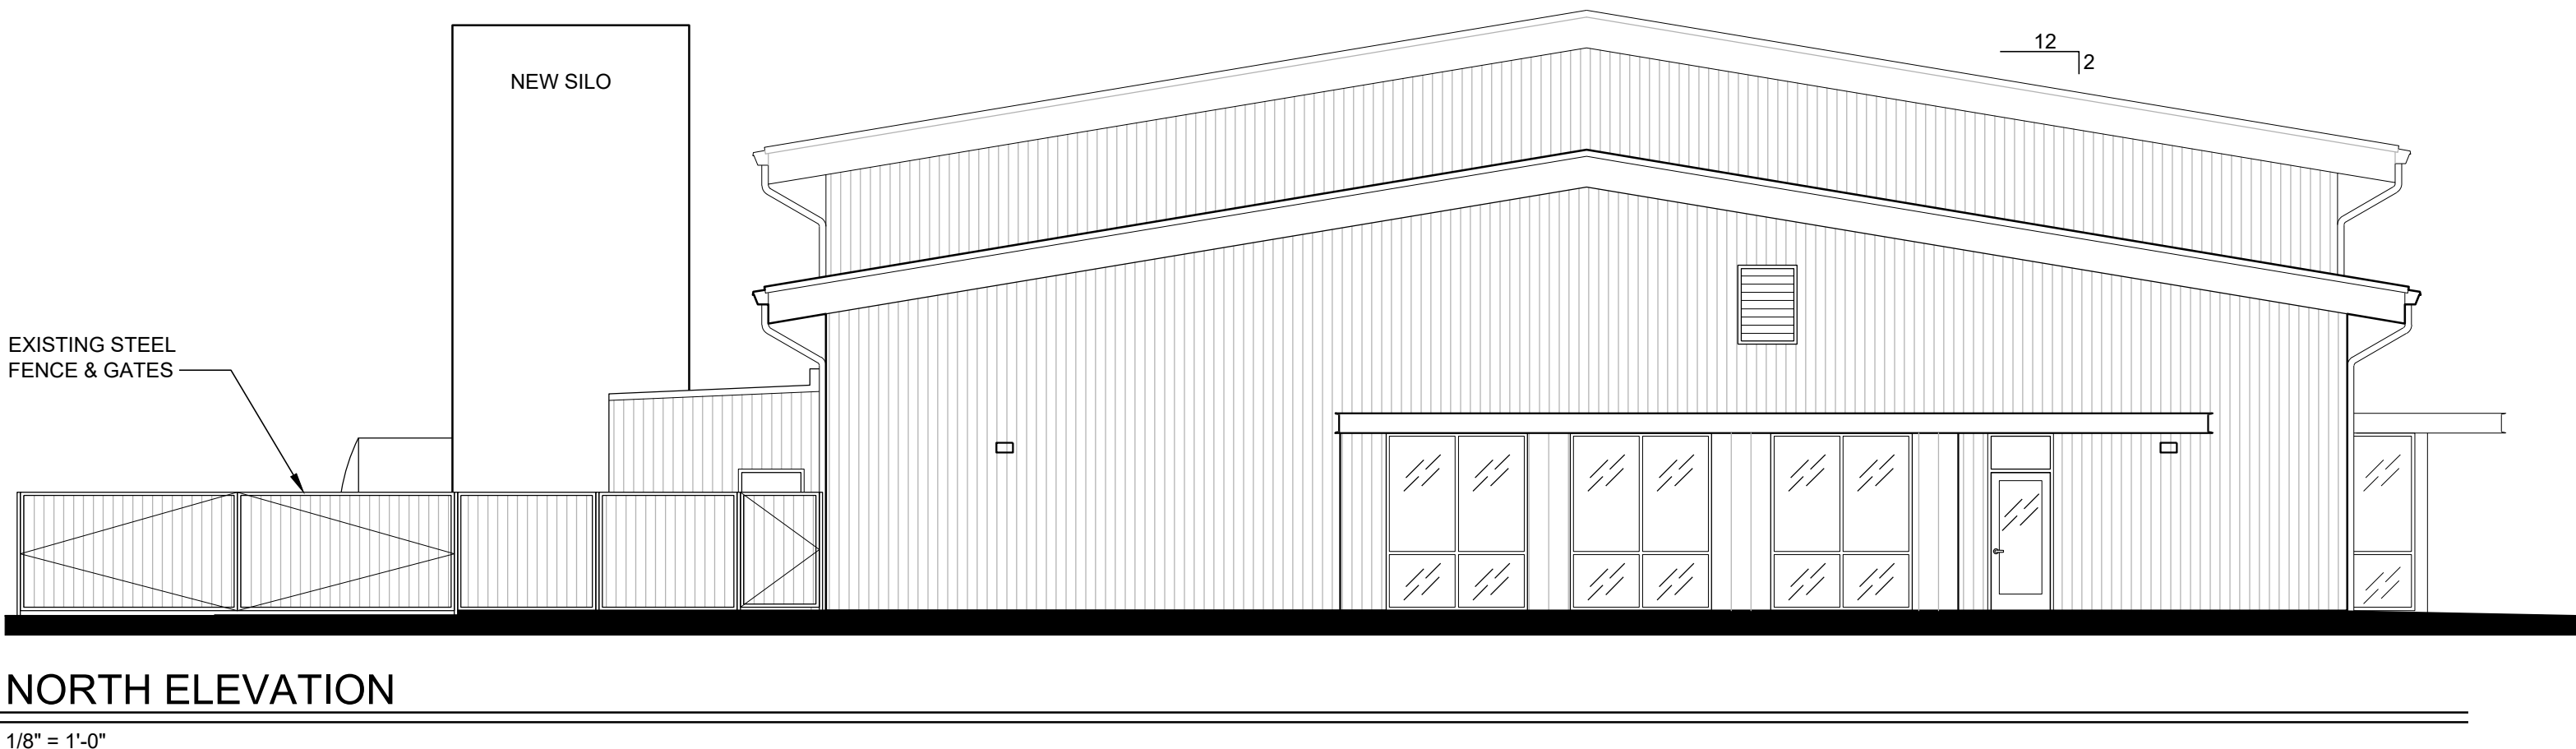 NEW SILO
12
2
EXISTING STEEL
FENCE & GATES
NORTH ELEVATION
1/8" = 1'-0"